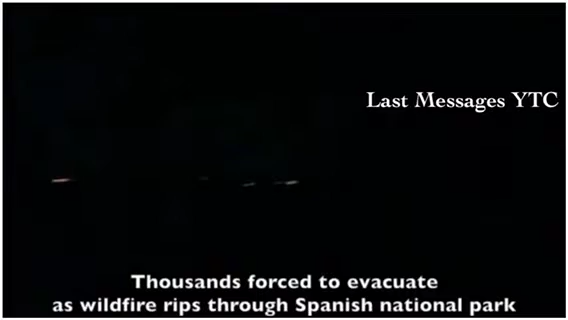 Last Messages YTC
Thousands forced to evacuate
as wildfire rips through Spanish national park